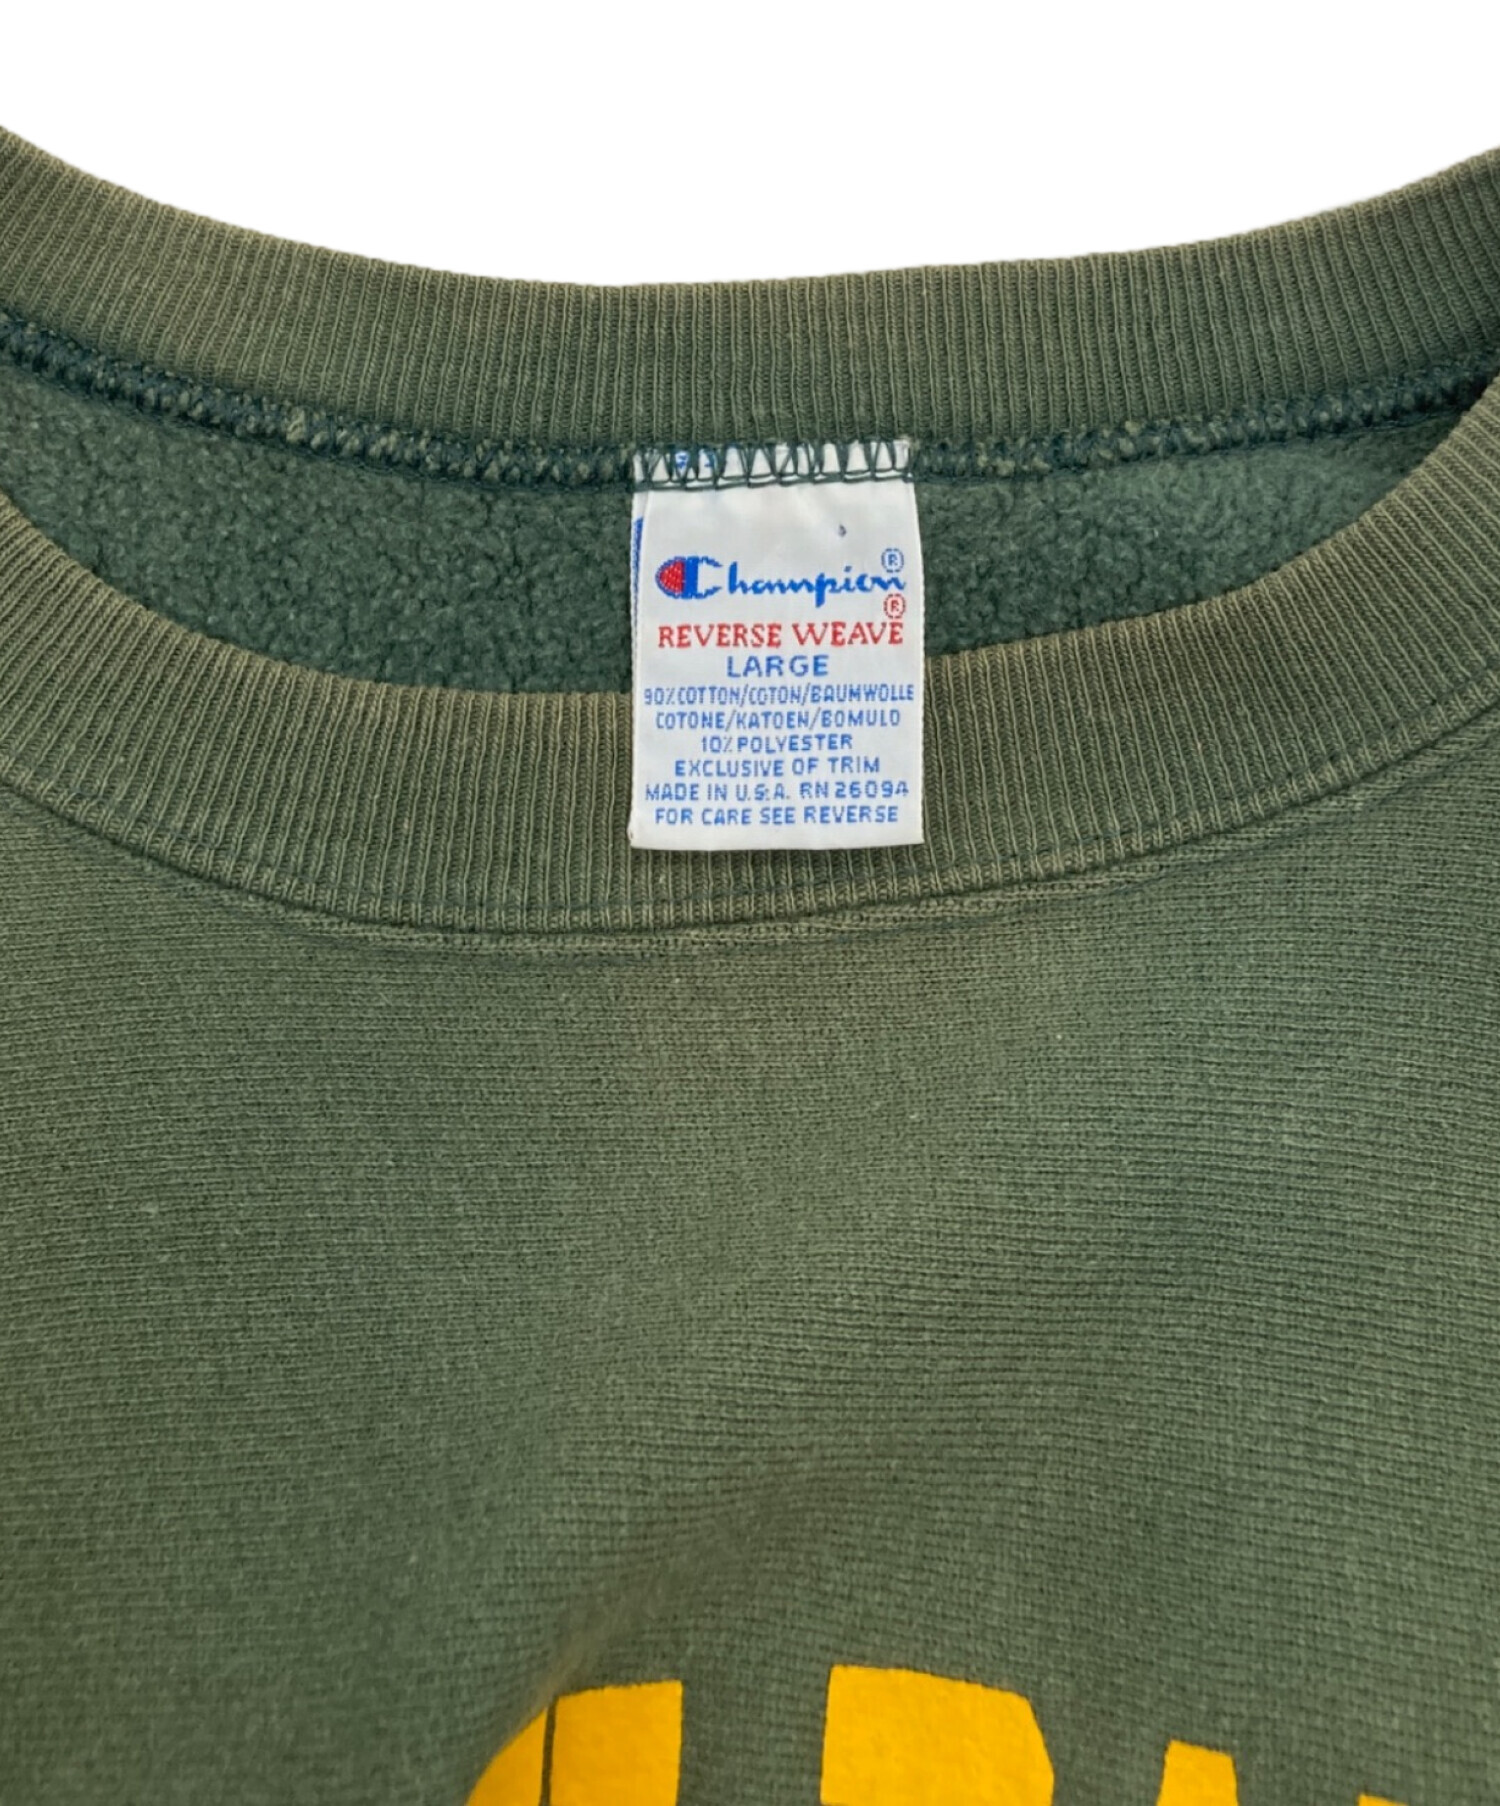 Champion®
REVERSE WEAVE®
LARGE
90% COTTON/COTON/BAUMWOLLE
COTONE/KATOEN/BOMULD
10% POLYESTER
EXCLUSIVE OF TRIM
MADE IN U.S.A. RN 26094
FOR CARE SEE REVERSE